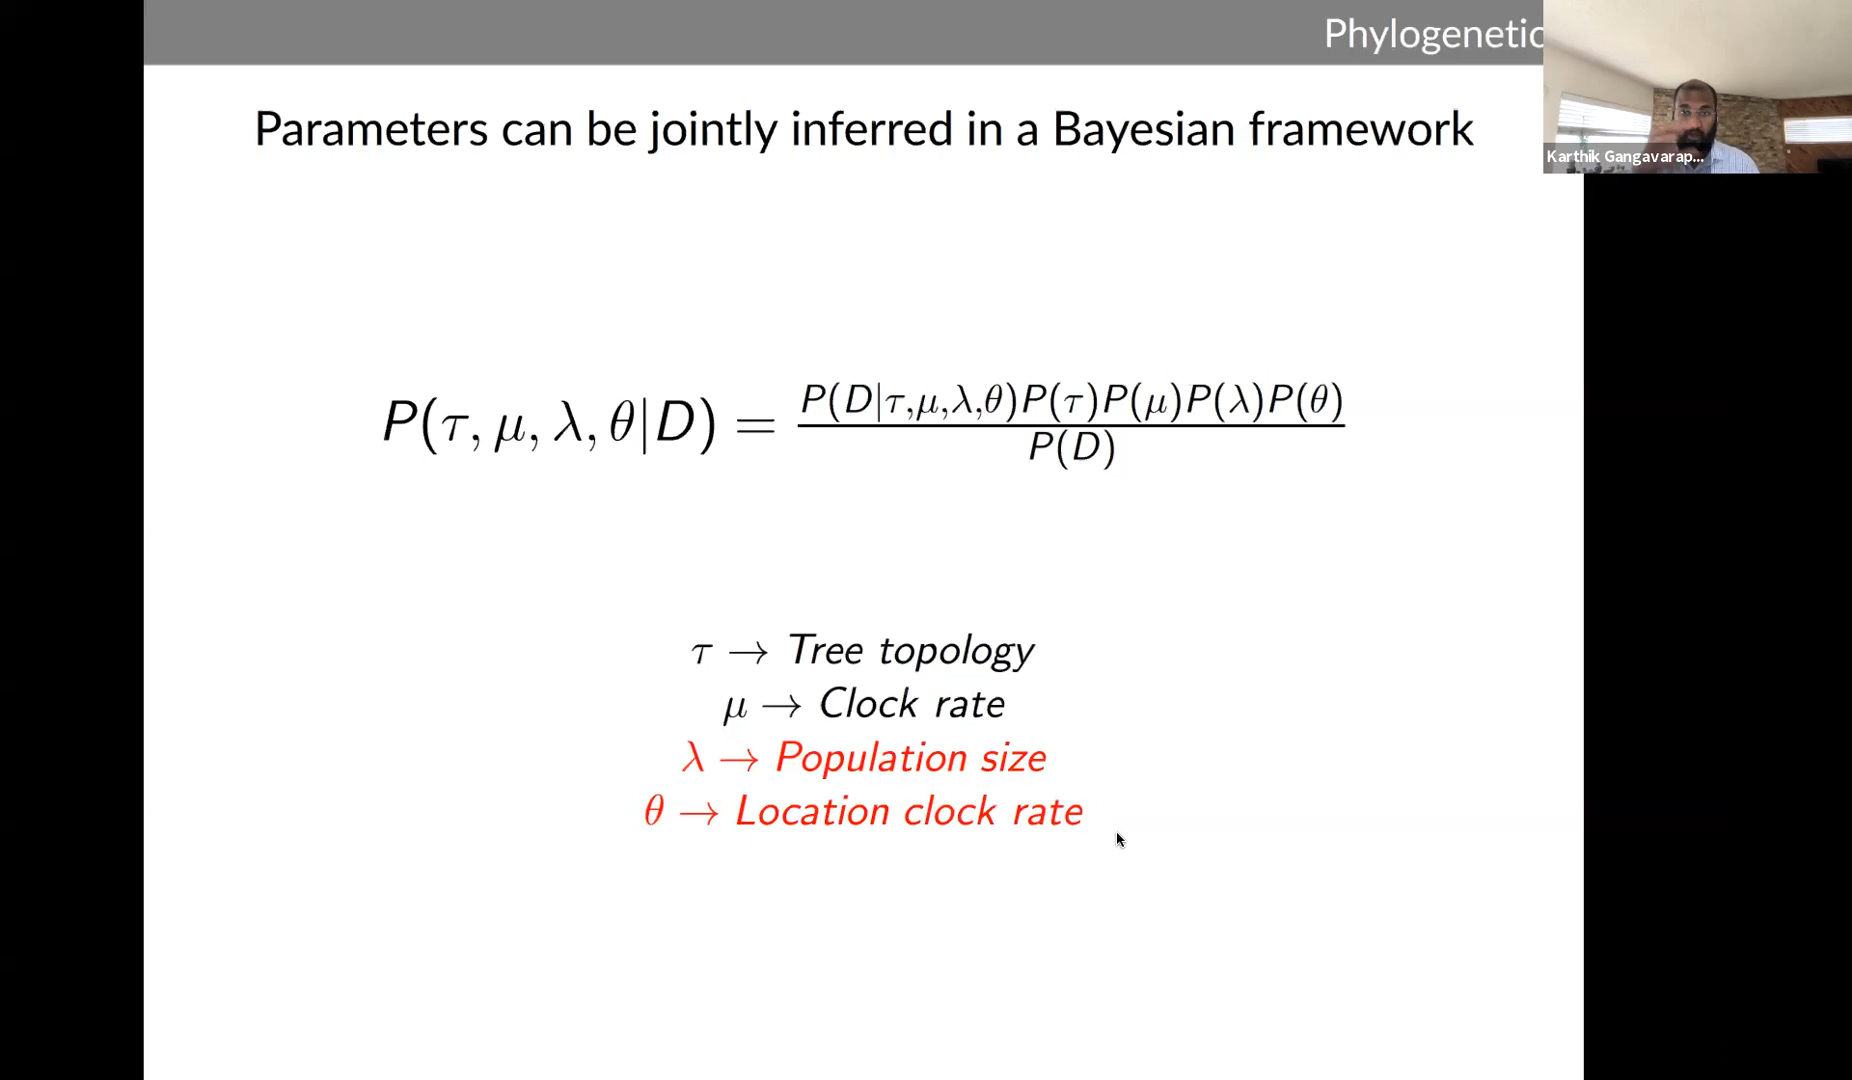 Phylogenetic
Karthik Gangavarap...
Parameters can be jointly inferred in a Bayesian framework
P(τ, μ, λ, θ|D) = P(D|τ,μ,λ,θ)P(τ)P(μ)P(λ)P(θ)
P(D)
τ → Tree topology
μ → Clock rate
λ → Population size
θ → Location clock rate